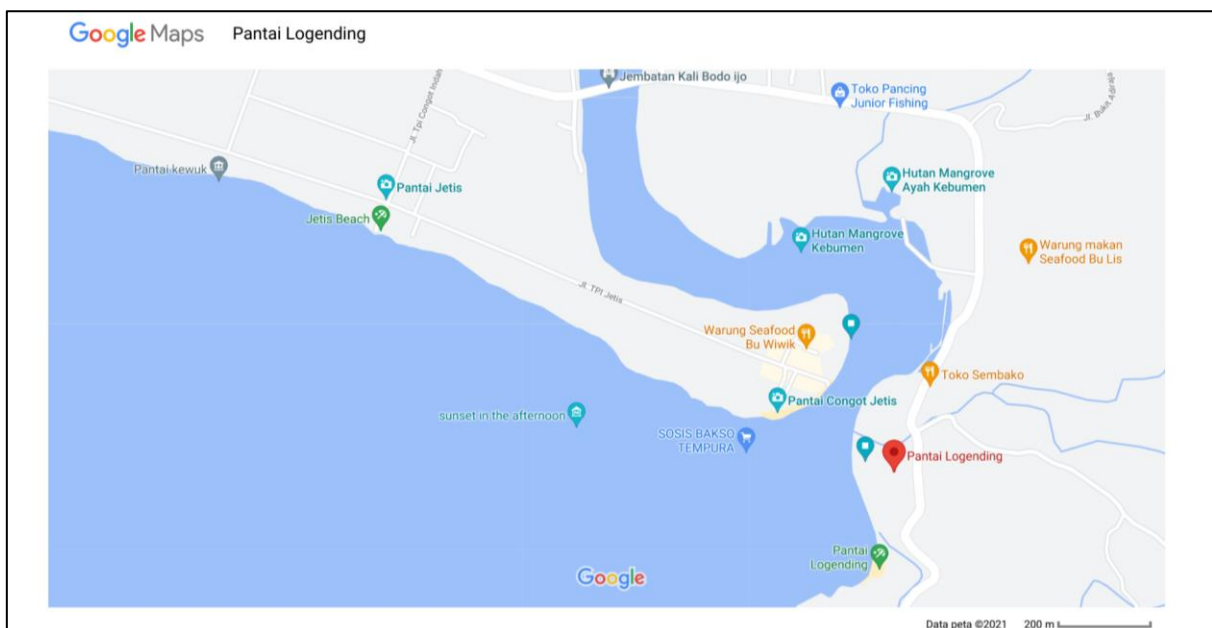 Google Maps
Pantai Logending
Jembatan Kali Bodo ijo
Toko Pancing
Junior Fishing
Jl. Bukit Adiraja
Jl. Tpi Congot Indah
Pantai kewuk
Pantai Jetis
Hutan Mangrove
Ayah Kebumen
Jetis Beach
Hutan Mangrove
Kebumen
Warung makan
Seafood Bu Lis
Jl. TPI Jetis
Warung Seafood
Bu Wiwik
Toko Sembako
Pantai Congot Jetis
sunset in the afternoon
SOSIS BAKSO
TEMPURA
Pantai Logending
Pantai
Logending
Google
Data peta ©2021
200 m